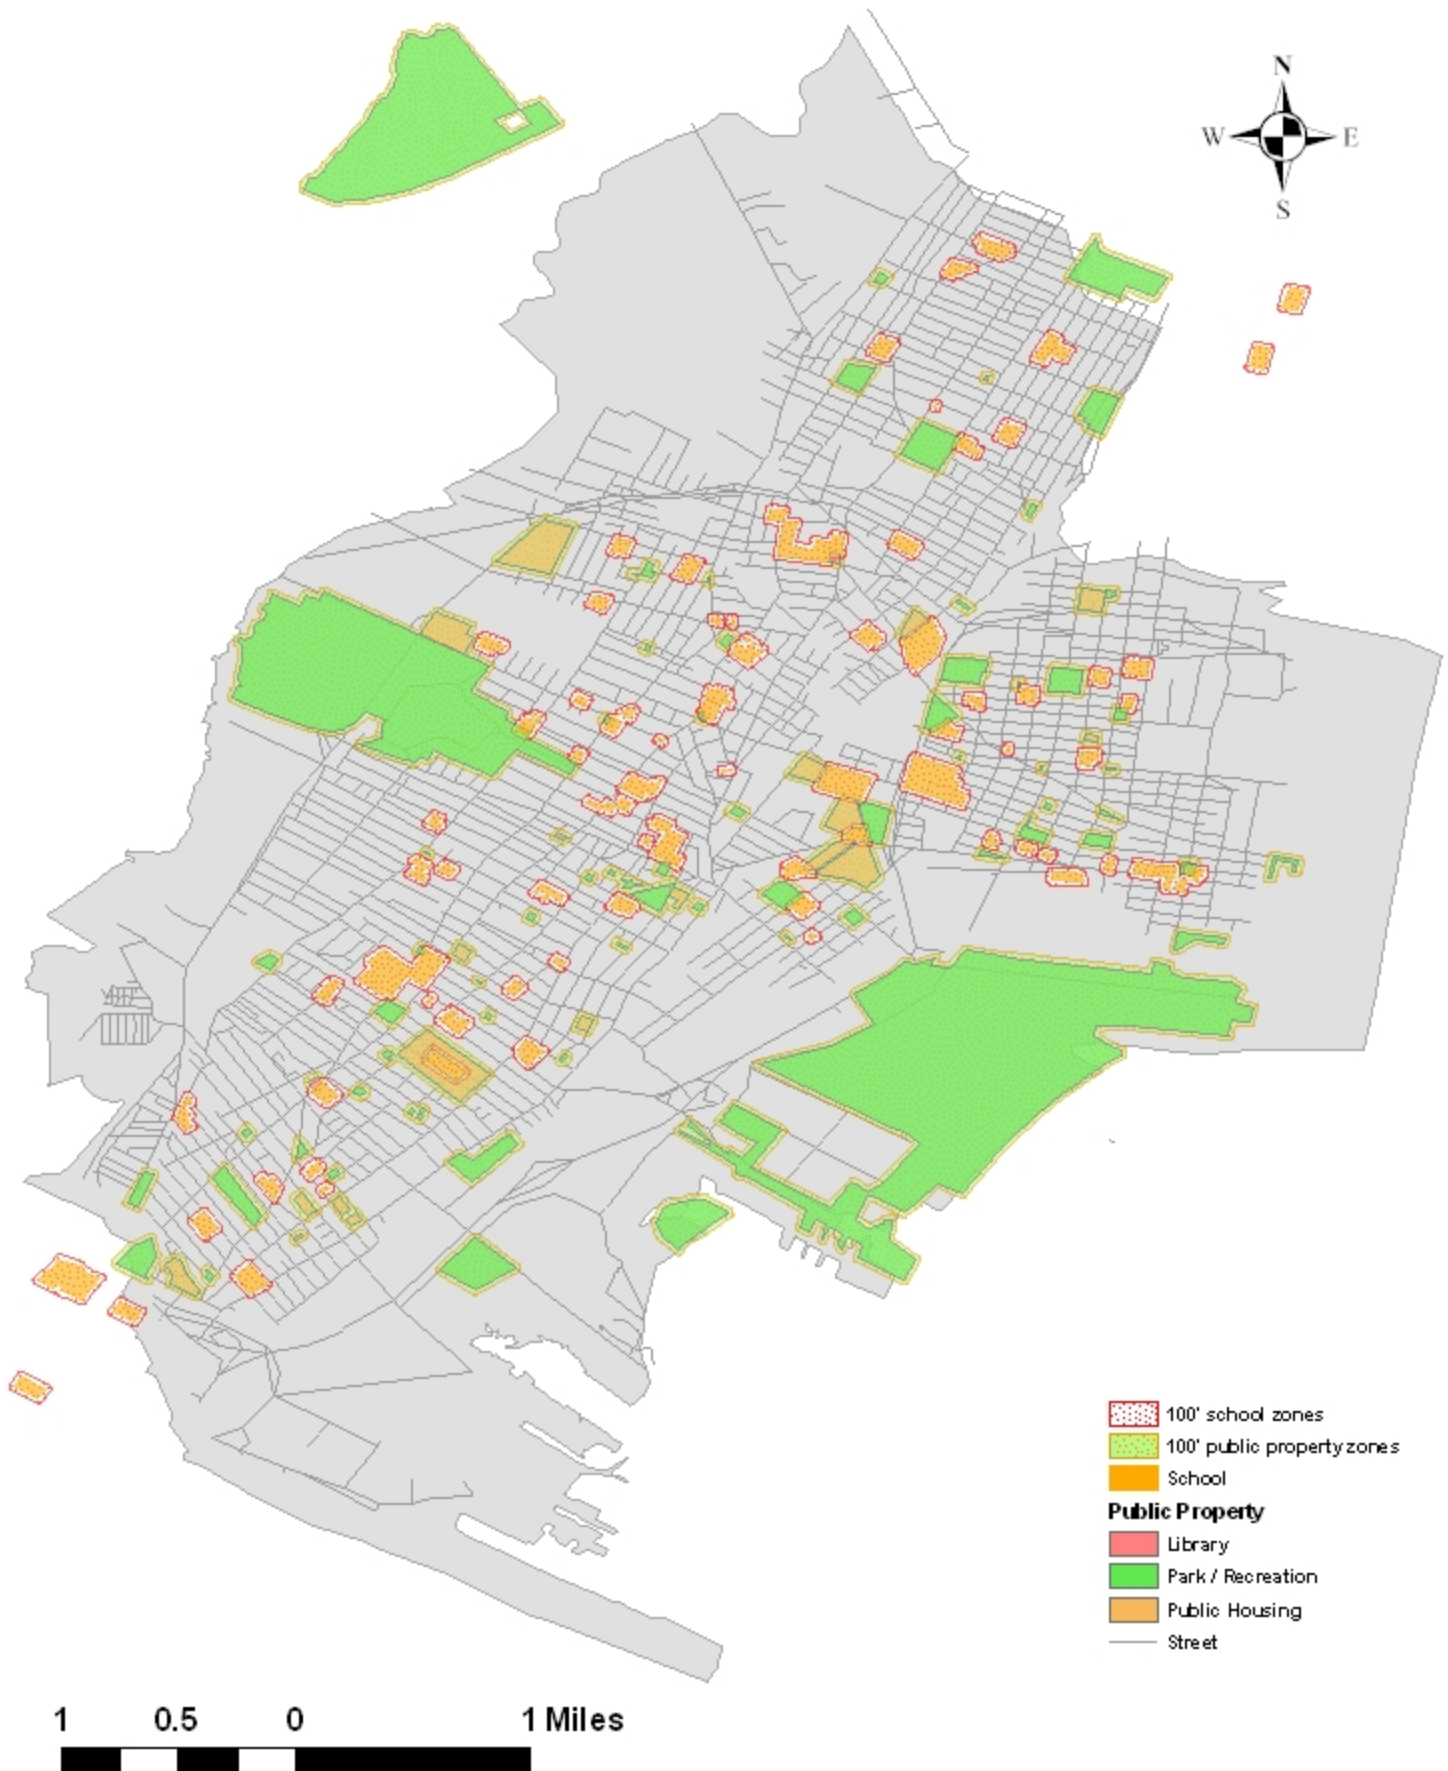 N
W E
S
100' school zones
100' public property zones
School
Public Property
Library
Park / Recreation
Public Housing
Street
1 0.5 0 1 Miles